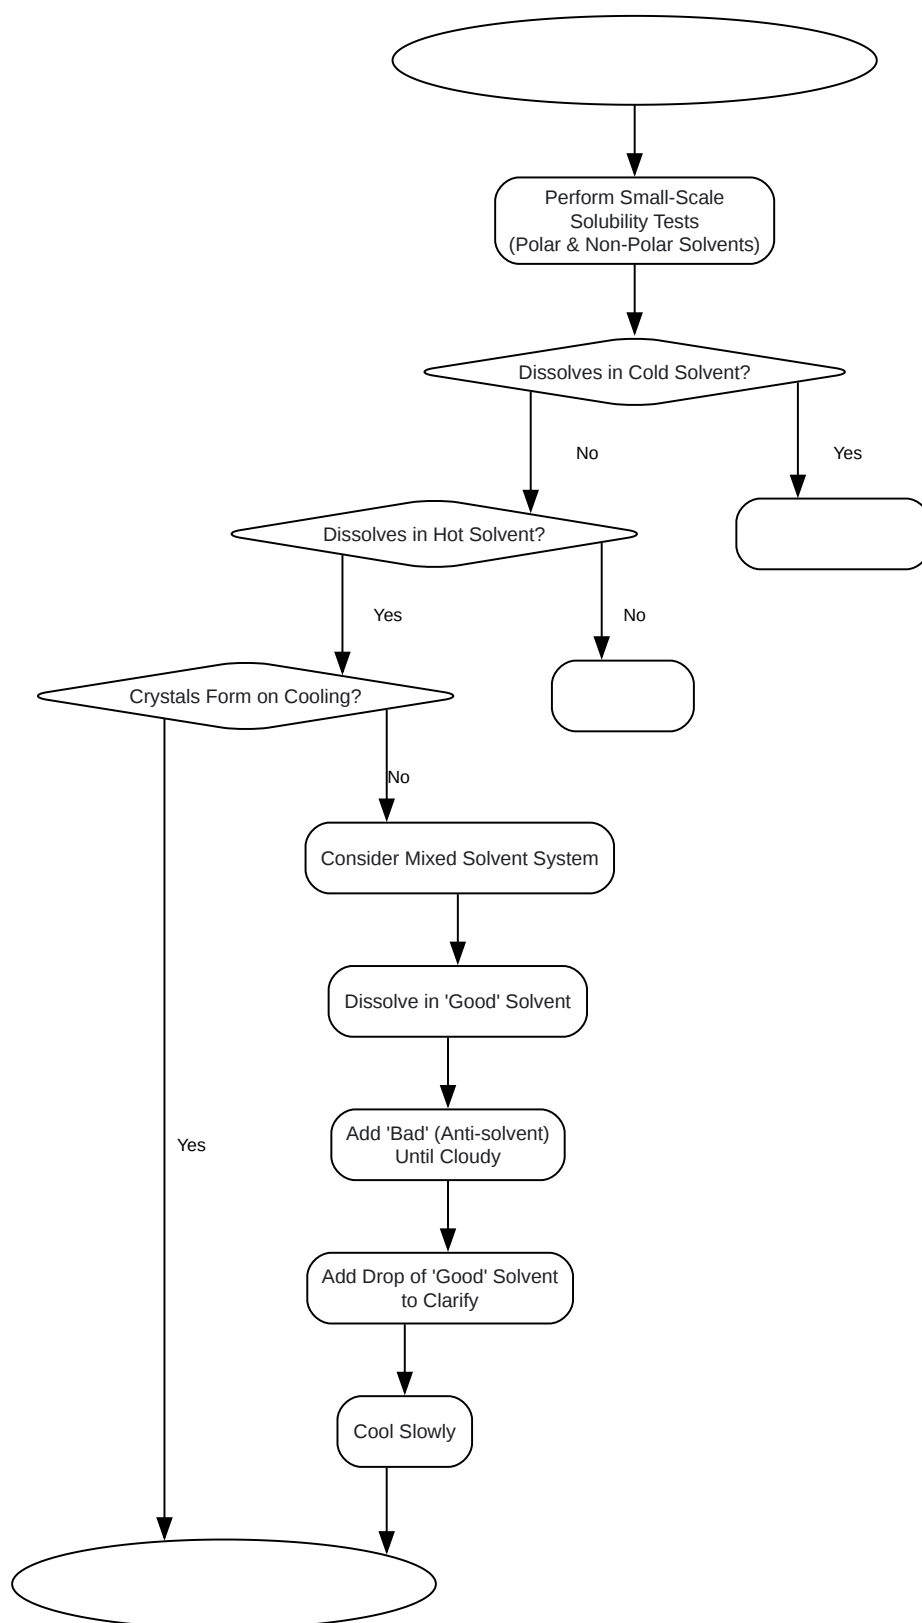 Perform Small-Scale
Solubility Tests
(Polar & Non-Polar Solvents)
Dissolves in Cold Solvent?
No
Yes
Dissolves in Hot Solvent?
Yes
No
Crystals Form on Cooling?
No
Consider Mixed Solvent System
Dissolve in 'Good' Solvent
Add 'Bad' (Anti-solvent)
Until Cloudy
Yes
Add Drop of 'Good' Solvent
to Clarify
Cool Slowly